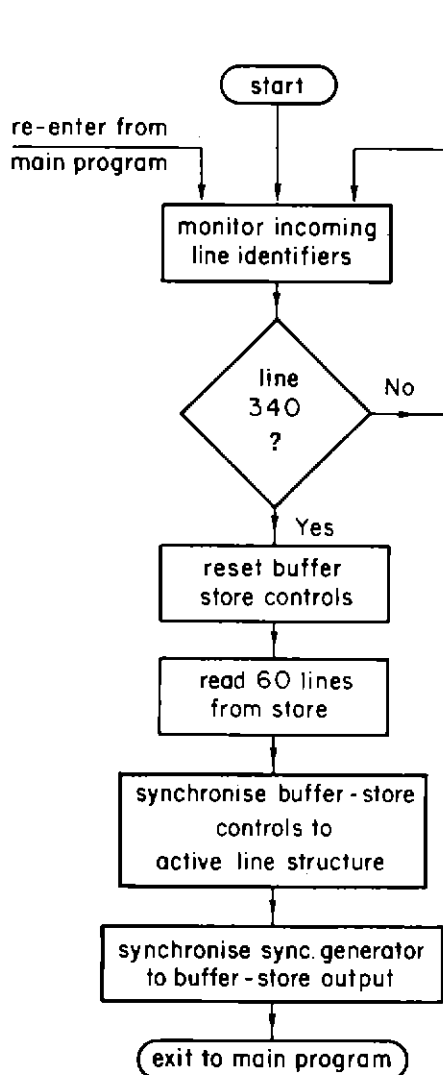 start
re-enter from
main program
monitor incoming
line identifiers
line
340
?
No
Yes
reset buffer
store controls
read 60 lines
from store
synchronise buffer-store
controls to
active line structure
synchronise sync. generator
to buffer-store output
exit to main program